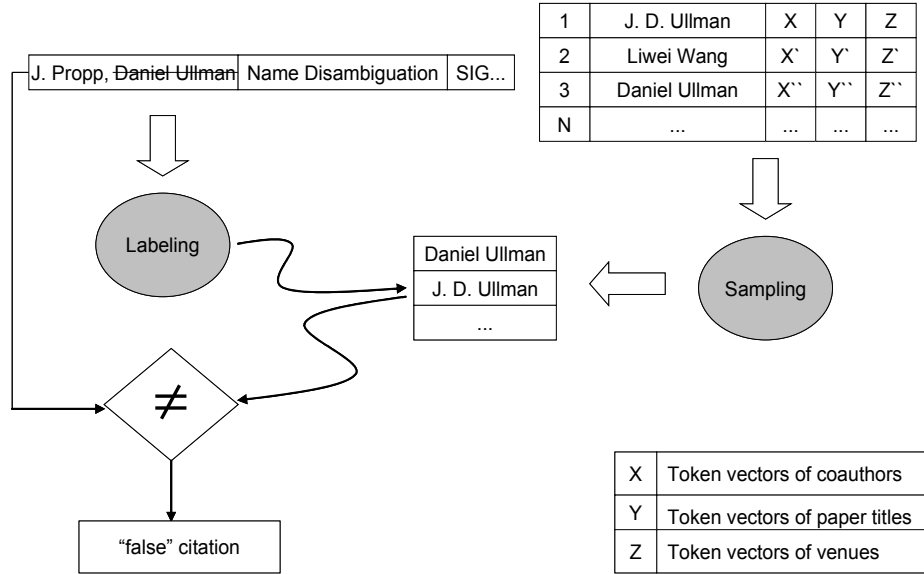 1 J. D. Ullman X Y Z
2 Liwei Wang X` Y` Z`
3 Daniel Ullman X`` Y`` Z``
N ... ... ... ...
J. Propp, Daniel Ullman Name Disambiguation SIG...
Labeling
Daniel Ullman
J. D. Ullman
...
Sampling
≠
X Token vectors of coauthors
Y Token vectors of paper titles
Z Token vectors of venues
“false” citation